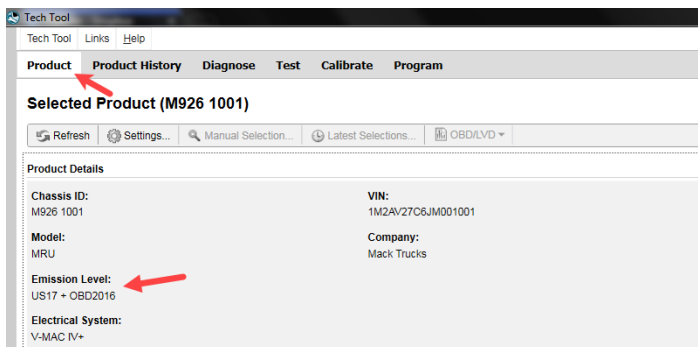 Tech Tool
Tech Tool Links Help
Product Product History Diagnose Test Calibrate Program
Selected Product (M926 1001)
Refresh Settings... Manual Selection... Latest Selections... OBD/LVD
Product Details
Chassis ID: VIN:
M926 1001 1M2AV27C6JM001001
Model: Company:
MRU Mack Trucks
Emission Level:
US17 + OBD2016
Electrical System:
V-MAC IV+